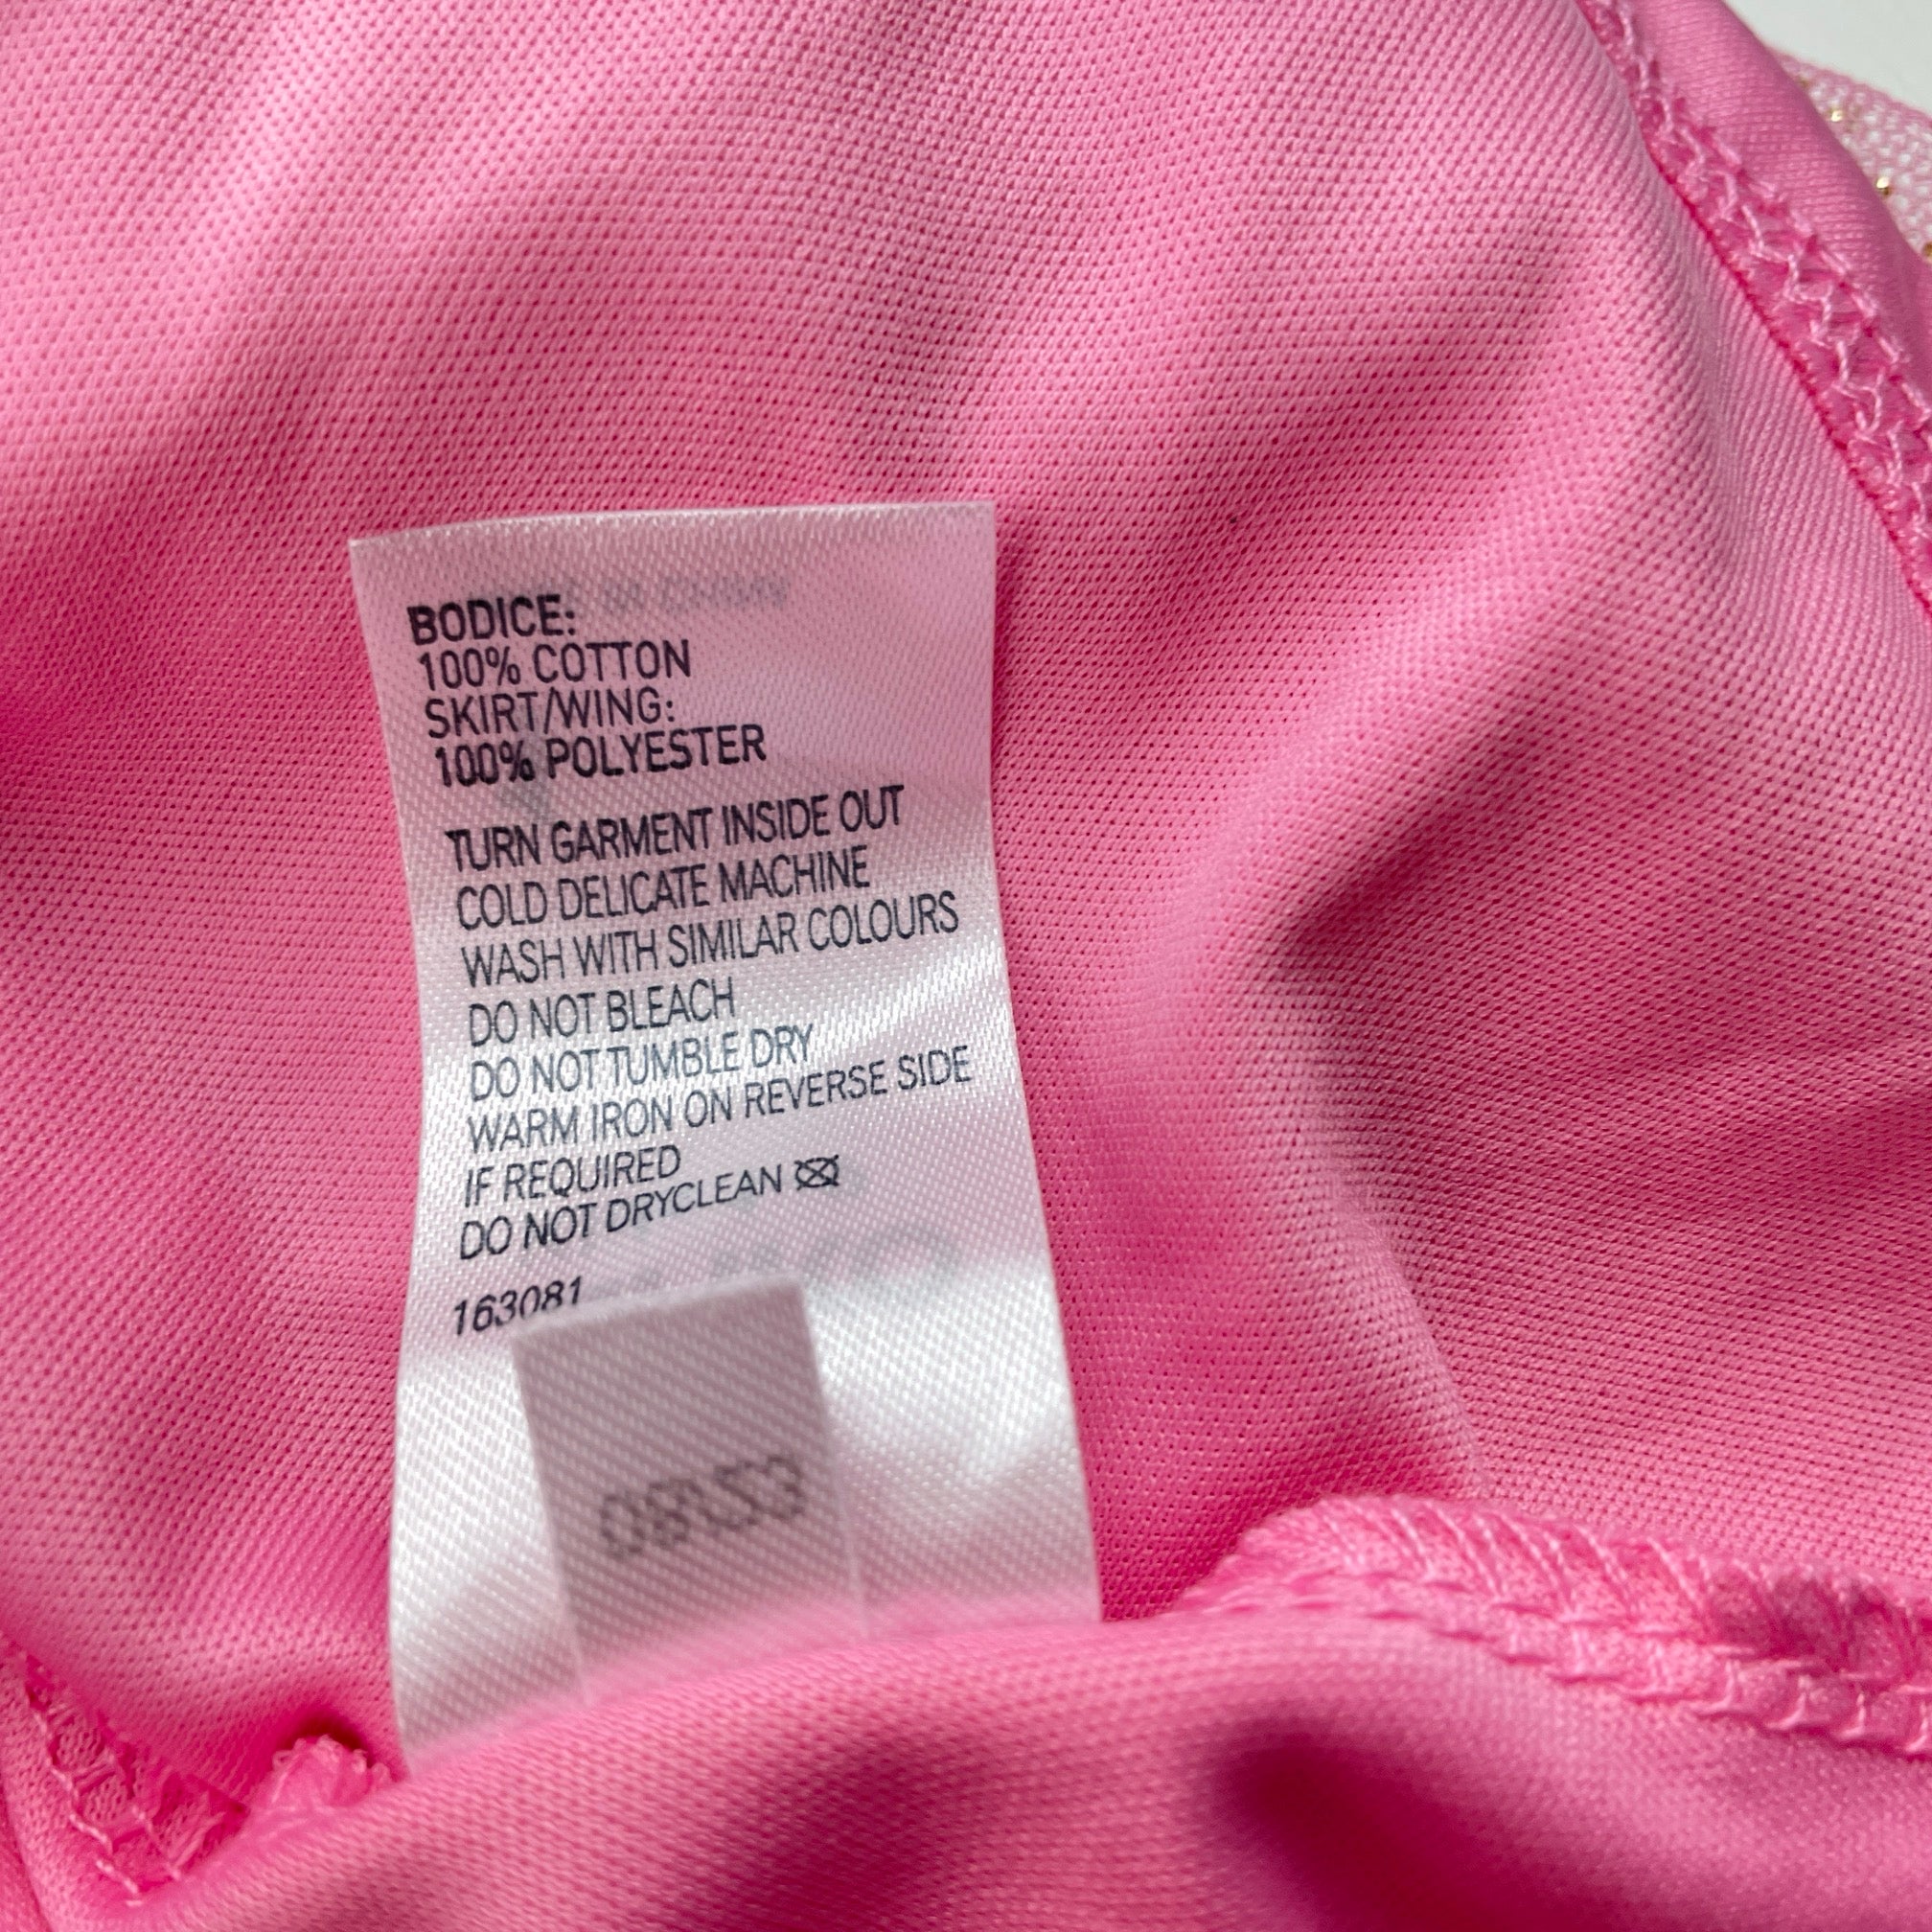 BODICE:
100% COTTON
SKIRT/WING:
100% POLYESTER
TURN GARMENT INSIDE OUT
COLD DELICATE MACHINE
WASH WITH SIMILAR COLOURS
DO NOT BLEACH
DO NOT TUMBLE DRY
WARM IRON ON REVERSE SIDE
IF REQUIRED
DO NOT DRYCLEAN
163081